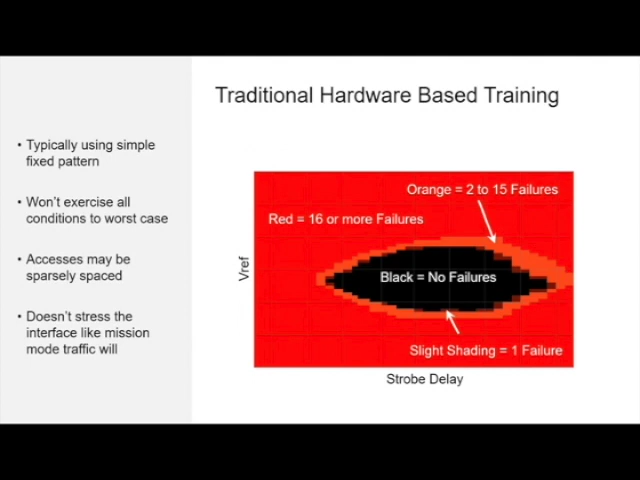 Traditional Hardware Based Training
• Typically using simple
fixed pattern
• Won't exercise all
conditions to worst case
• Accesses may be
sparsely spaced
• Doesn't stress the
interface like mission
mode traffic will
Orange = 2 to 15 Failures
Red = 16 or more Failures
Vref
Black = No Failures
Slight Shading = 1 Failure
Strobe Delay